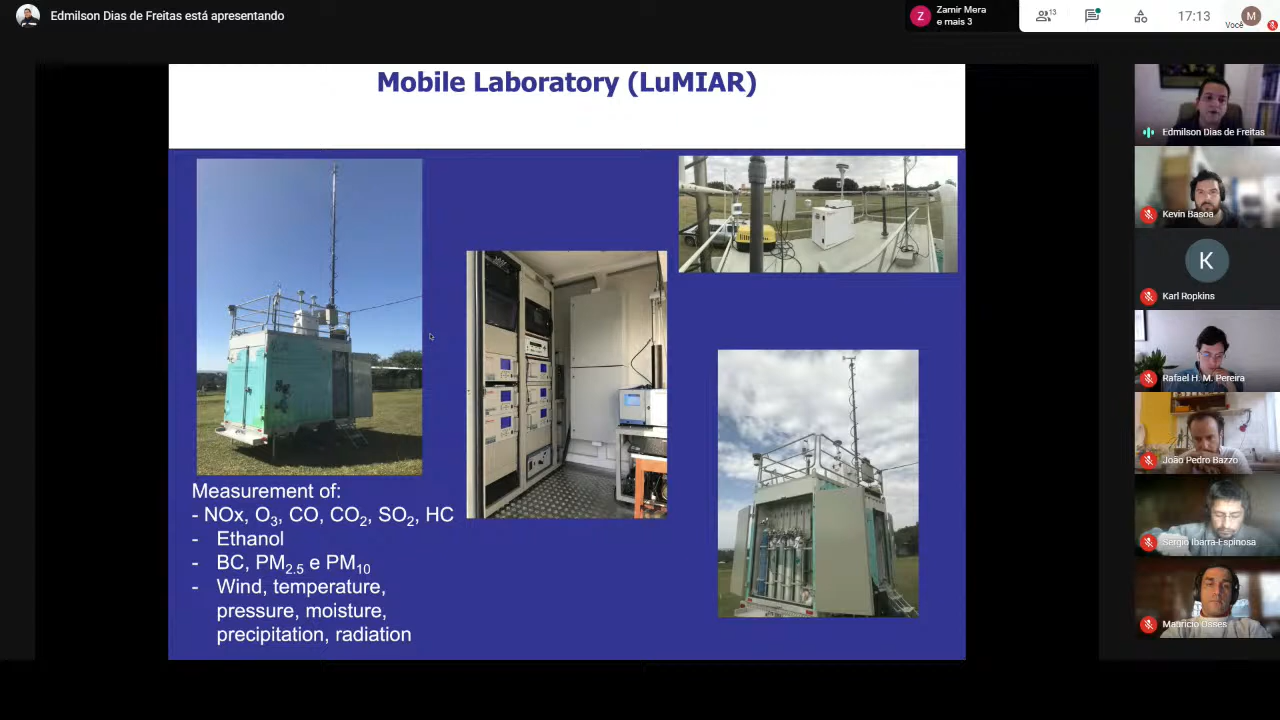 Edmilson Dias de Freitas está apresentando
Z
Zamir Mera
e mais 3
13
17:13
Você
M
Mobile Laboratory (LuMIAR)
Measurement of:
- NOx, O3, CO, CO2, SO2, HC
- Ethanol
- BC, PM2.5 e PM10
- Wind, temperature,
pressure, moisture,
precipitation, radiation
Edmilson Dias de Freitas
Kevin Basoa
K
Karl Ropkins
Rafael H. M. Pereira
João Pedro Bazzo
Sergio Ibarra-Espinosa
Mauricio Osses